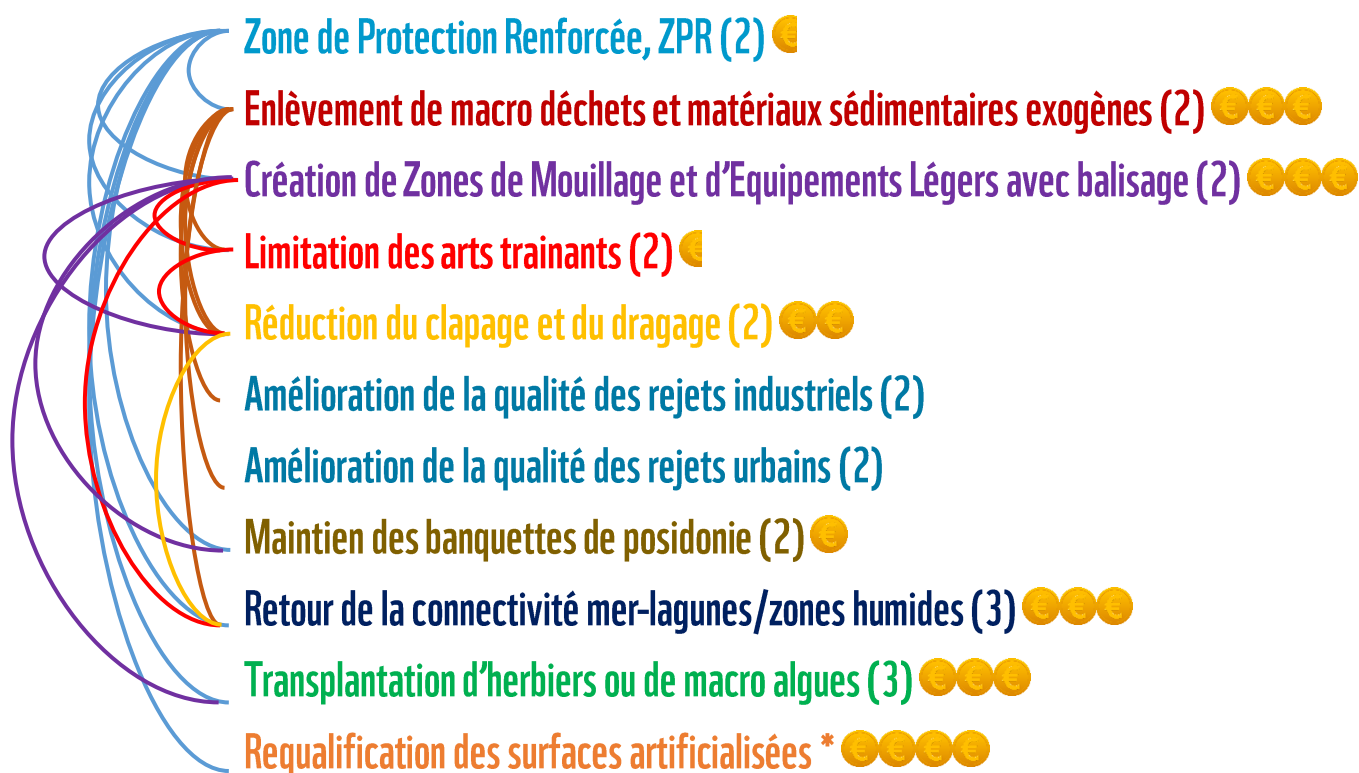 Zone de Protection Renforcée, ZPR (2) €
Enlèvement de macro déchets et matériaux sédimentaires exogènes (2) € € €
Création de Zones de Mouillage et d’Equipements Légers avec balisage (2) € € €
Limitation des arts trainants (2) €
Réduction du clapage et du dragage (2) € €
Amélioration de la qualité des rejets industriels (2)
Amélioration de la qualité des rejets urbains (2)
Maintien des banquettes de posidonie (2) €
Retour de la connectivité mer-lagunes/zones humides (3) € € €
Transplantation d’herbiers ou de macro algues (3) € € €
Requalification des surfaces artificialisées * € € € €